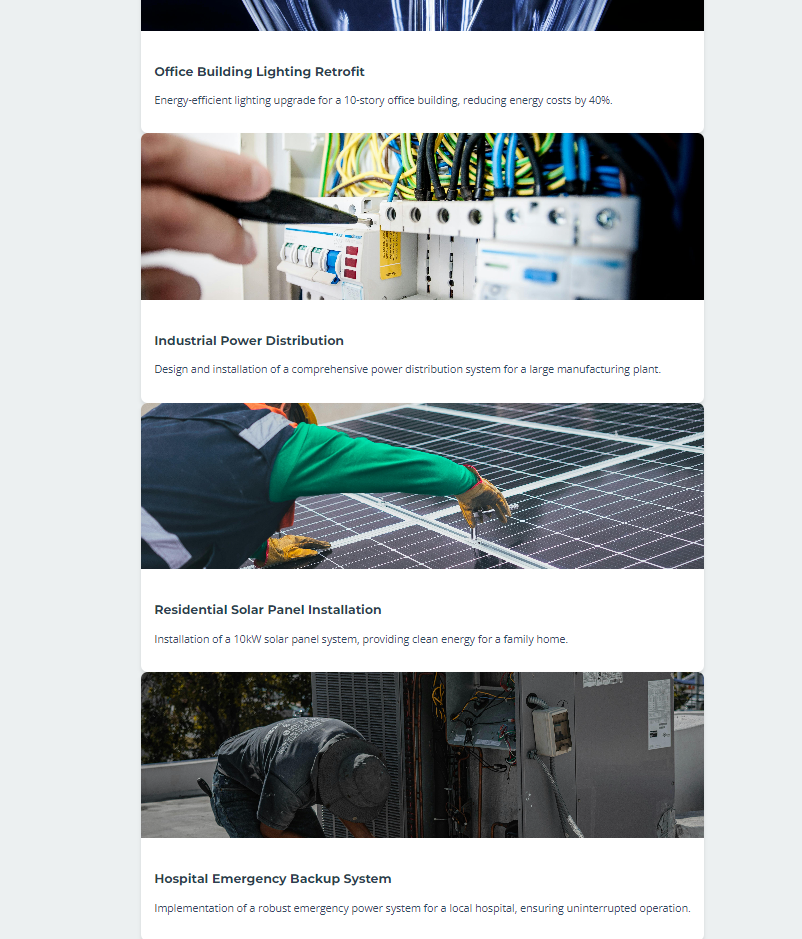 Office Building Lighting Retrofit
Energy-efficient lighting upgrade for a 10-story office building, reducing energy costs by 40%.
Industrial Power Distribution
Design and installation of a comprehensive power distribution system for a large manufacturing plant.
Residential Solar Panel Installation
Installation of a 10kW solar panel system, providing clean energy for a family home.
Hospital Emergency Backup System
Implementation of a robust emergency power system for a local hospital, ensuring uninterrupted operation.